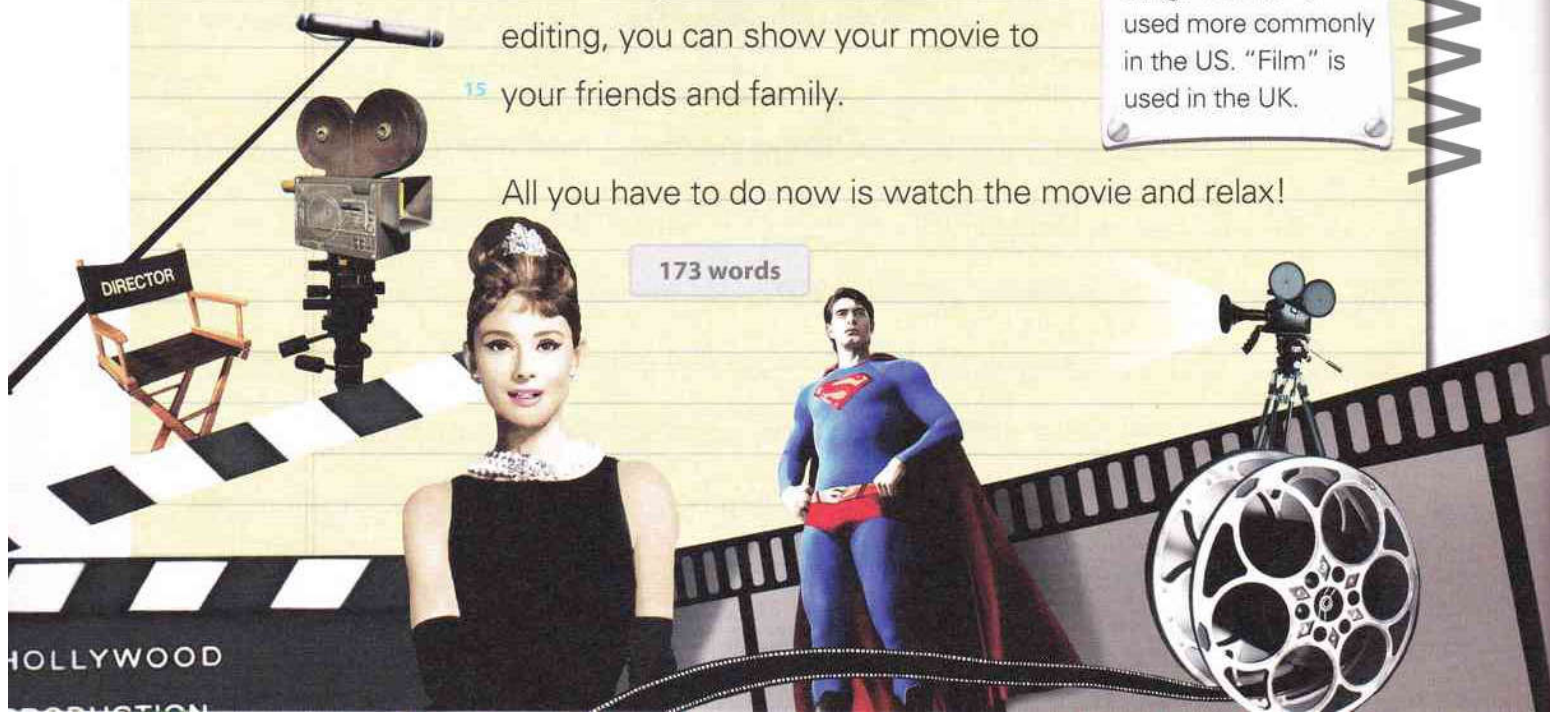 editing, you can show your movie to
15 your friends and family.
All you have to do now is watch the movie and relax!
173 words
used more commonly
in the US. "Film" is
used in the UK.
DIRECTOR
HOLLYWOOD
PRODUCTION
WWW